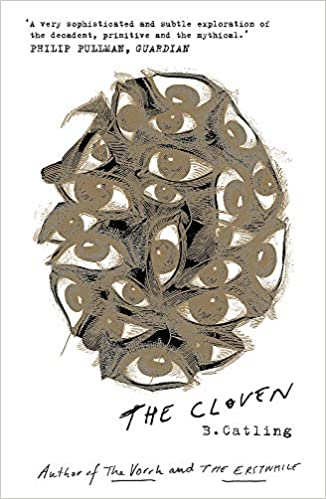 'A very sophisticated and subtle exploration of
the decadent, primitive and the mythical.'
PHILIP PULLMAN, GUARDIAN
THE CLOVEN
B.Catling
Author of The Vorrh and THE ERSTWHILE